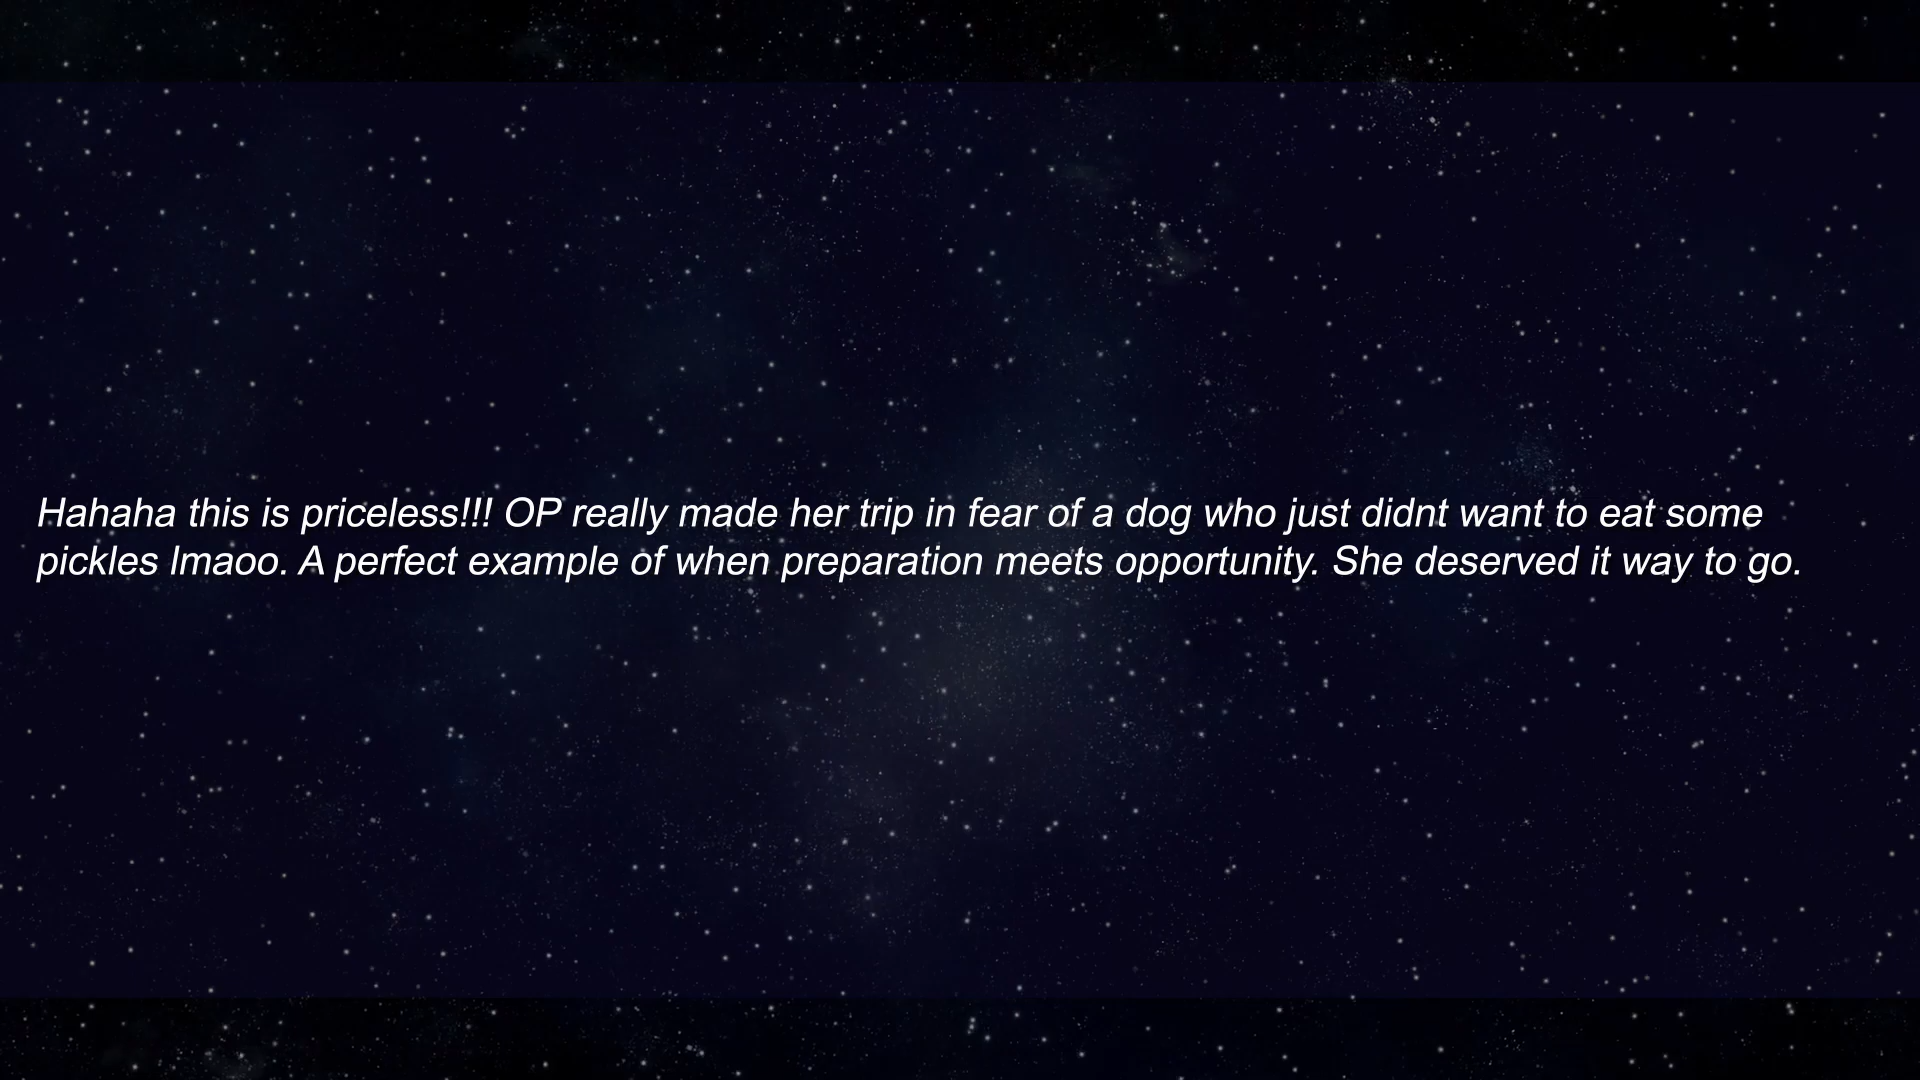 Hahaha this is priceless!!! OP really made her trip in fear of a dog who just didnt want to eat some
pickles lmaoo. A perfect example of when preparation meets opportunity. She deserved it way to go.